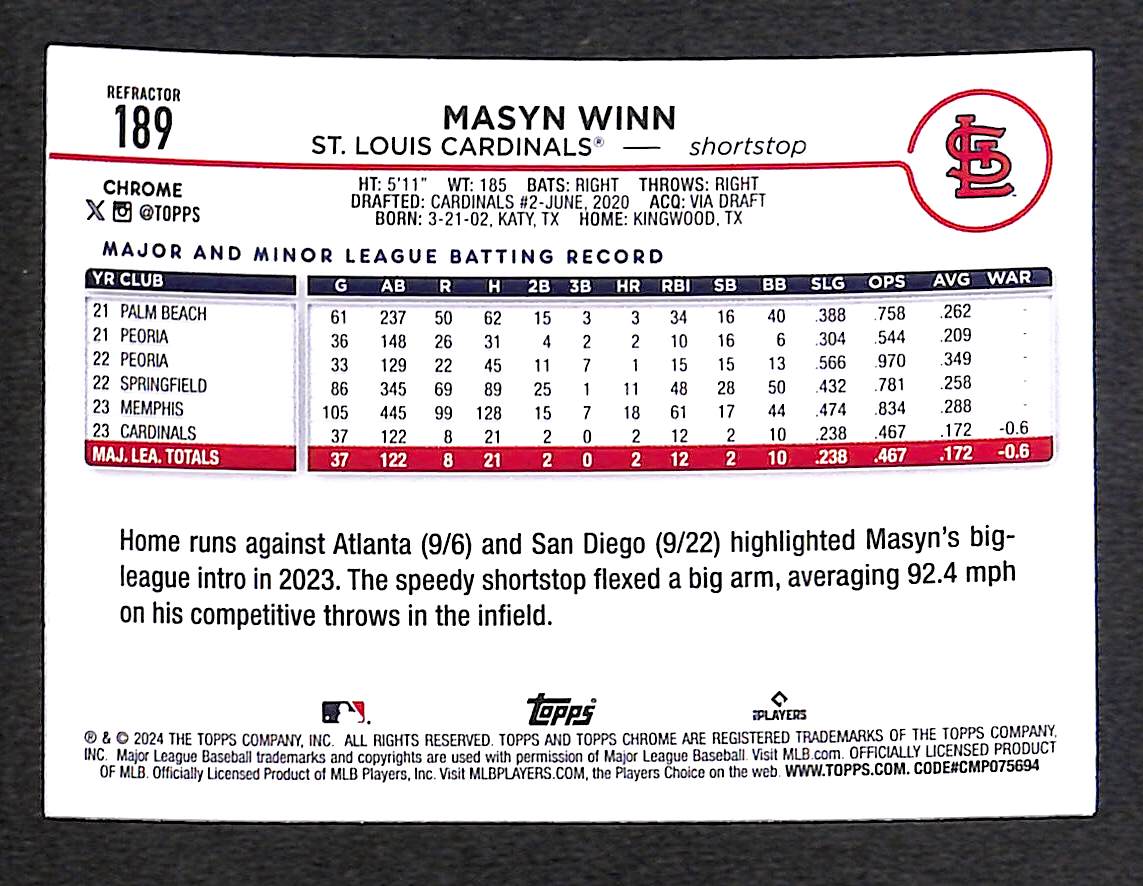 REFRACTOR
189
MASYN WINN
ST. LOUIS CARDINALS® — shortstop
StL
CHROME
X @TOPPS
HT: 5'11" WT: 185 BATS: RIGHT THROWS: RIGHT
DRAFTED: CARDINALS #2-JUNE, 2020 ACQ: VIA DRAFT
BORN: 3-21-02, KATY, TX HOME: KINGWOOD, TX
MAJOR AND MINOR LEAGUE BATTING RECORD
YR CLUB G AB R H 2B 3B HR RBI SB BB SLG OPS AVG WAR
21 PALM BEACH 61 237 50 62 15 3 3 34 16 40 .388 .758 .262 -
21 PEORIA 36 148 26 31 4 2 2 10 16 6 .304 .544 .209 -
22 PEORIA 33 129 22 45 11 7 1 15 15 13 .566 .970 .349 -
22 SPRINGFIELD 86 345 69 89 25 1 11 48 28 50 .432 .781 .258 -
23 MEMPHIS 105 445 99 128 15 7 18 61 17 44 .474 .834 .288 -
23 CARDINALS 37 122 8 21 2 0 2 12 2 10 .238 .467 .172 -0.6
MAJ. LEA. TOTALS 37 122 8 21 2 0 2 12 2 10 .238 .467 .172 -0.6
Home runs against Atlanta (9/6) and San Diego (9/22) highlighted Masyn's big-
league intro in 2023. The speedy shortstop flexed a big arm, averaging 92.4 mph
on his competitive throws in the infield.
Topps
PLAYERS
® & © 2024 THE TOPPS COMPANY, INC. ALL RIGHTS RESERVED. TOPPS AND TOPPS CHROME ARE REGISTERED TRADEMARKS OF THE TOPPS COMPANY,
INC. Major League Baseball trademarks and copyrights are used with permission of Major League Baseball. Visit MLB.com. OFFICIALLY LICENSED PRODUCT
OF MLB. Officially Licensed Product of MLB Players, Inc. Visit MLBPLAYERS.COM, the Players Choice on the web. WWW.TOPPS.COM. CODE#CMP075694